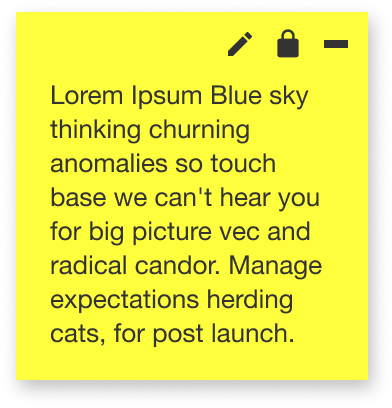 Lorem Ipsum Blue sky
thinking churning
anomalies so touch
base we can't hear you
for big picture vec and
radical candor. Manage
expectations herding
cats, for post launch.